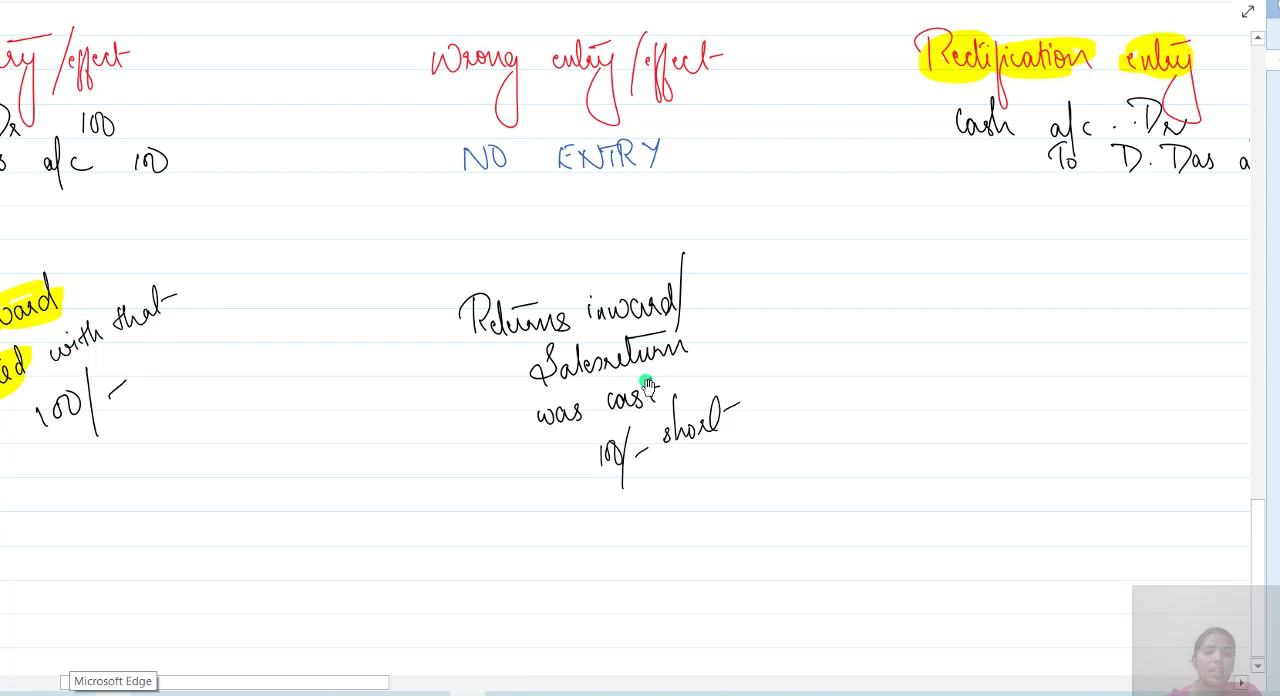 ry/effect Wrong entry/effect Rectification entry
Dr 100 cash a/c. . Dr
s a/c 100 NO ENTRY To D. Das a
ward Returns inward/
ed with that Salesreturn
100/- was cast
100/- short
Microsoft Edge